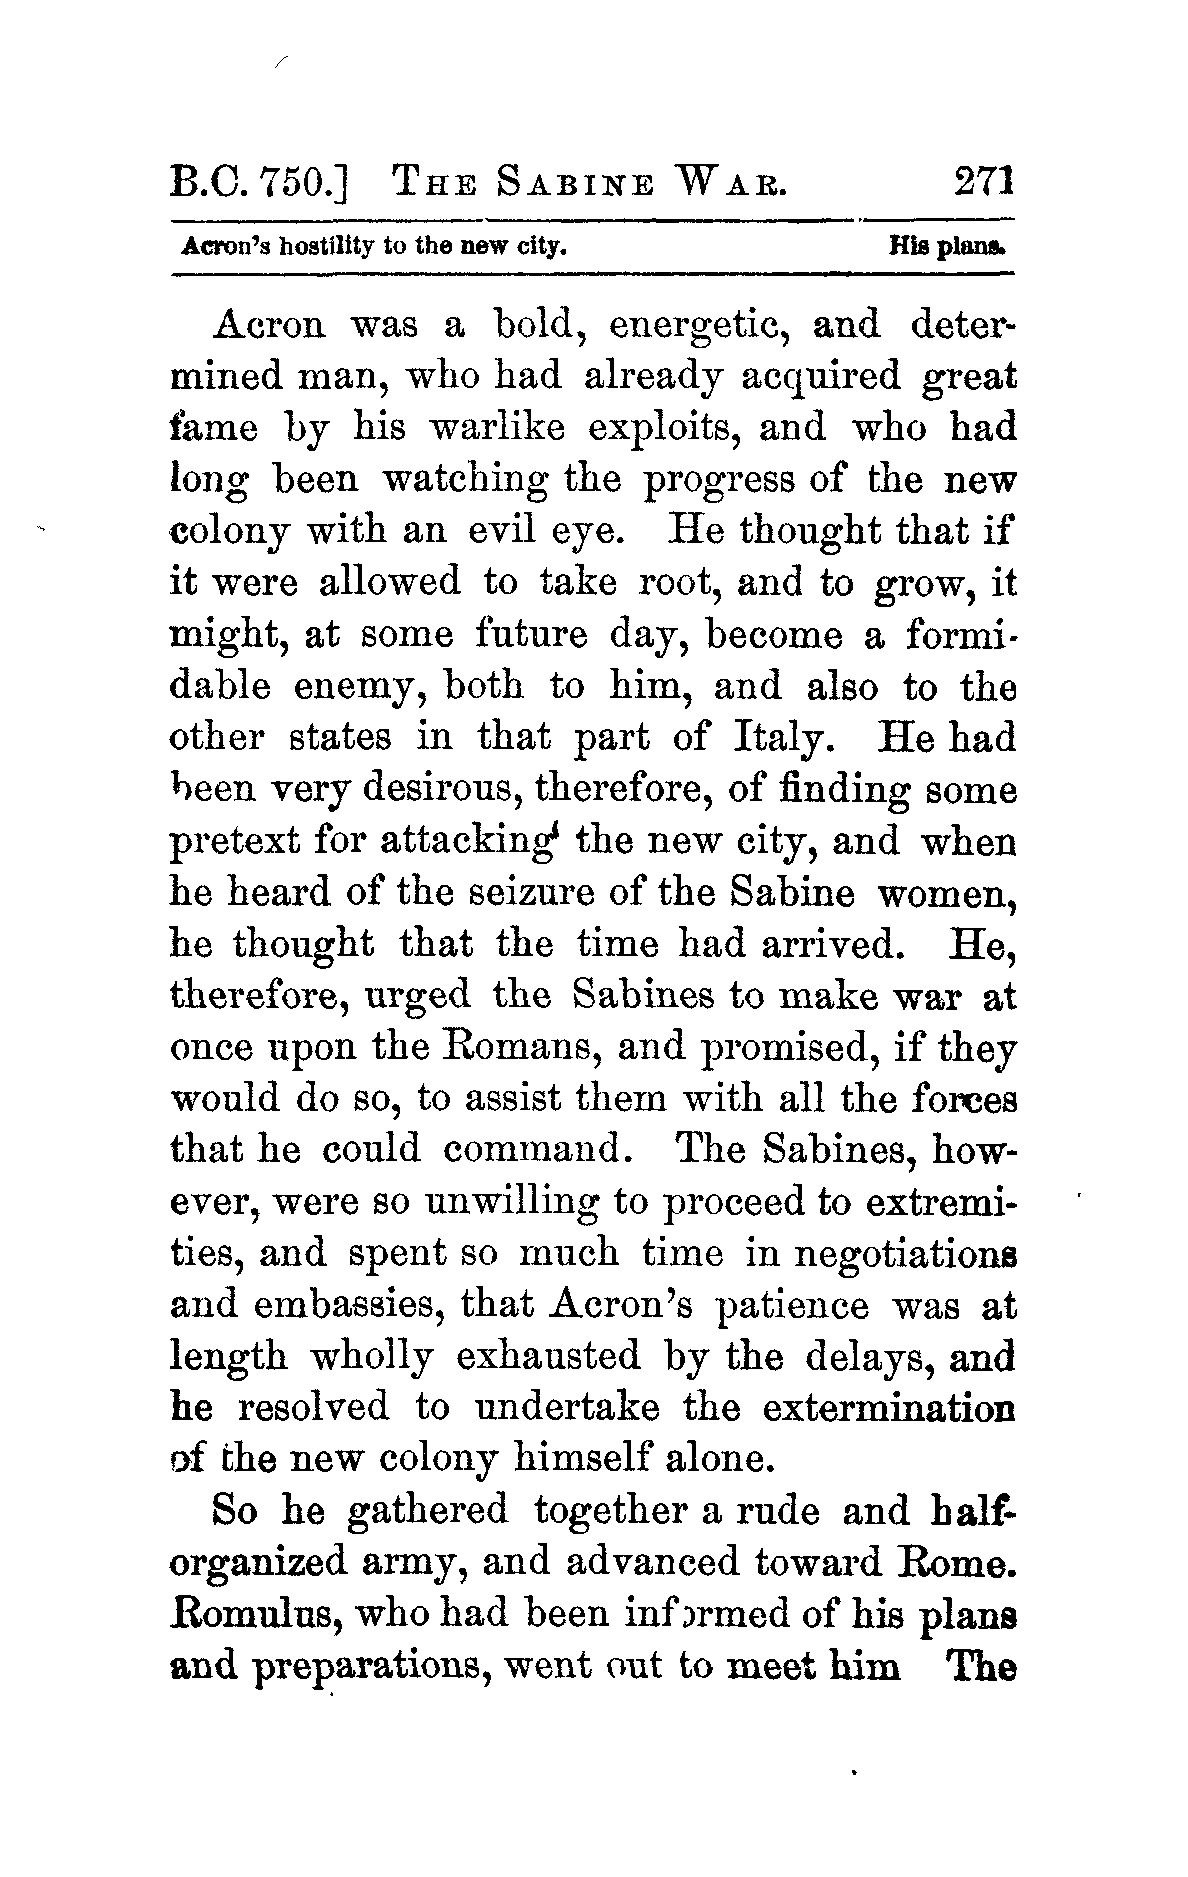 B.C. 750.] THE SABINE WAR. 271
Acron's hostility to the new city. His plans.
Acron was a bold, energetic, and deter-
mined man, who had already acquired great
fame by his warlike exploits, and who had
long been watching the progress of the new
colony with an evil eye. He thought that if
it were allowed to take root, and to grow, it
might, at some future day, become a formi-
dable enemy, both to him, and also to the
other states in that part of Italy. He had
been very desirous, therefore, of finding some
pretext for attacking the new city, and when
he heard of the seizure of the Sabine women,
he thought that the time had arrived. He,
therefore, urged the Sabines to make war at
once upon the Romans, and promised, if they
would do so, to assist them with all the forces
that he could command. The Sabines, how-
ever, were so unwilling to proceed to extremi-
ties, and spent so much time in negotiations
and embassies, that Acron's patience was at
length wholly exhausted by the delays, and
he resolved to undertake the extermination
of the new colony himself alone.
So he gathered together a rude and half-
organized army, and advanced toward Rome.
Romulus, who had been informed of his plans
and preparations, went out to meet him The